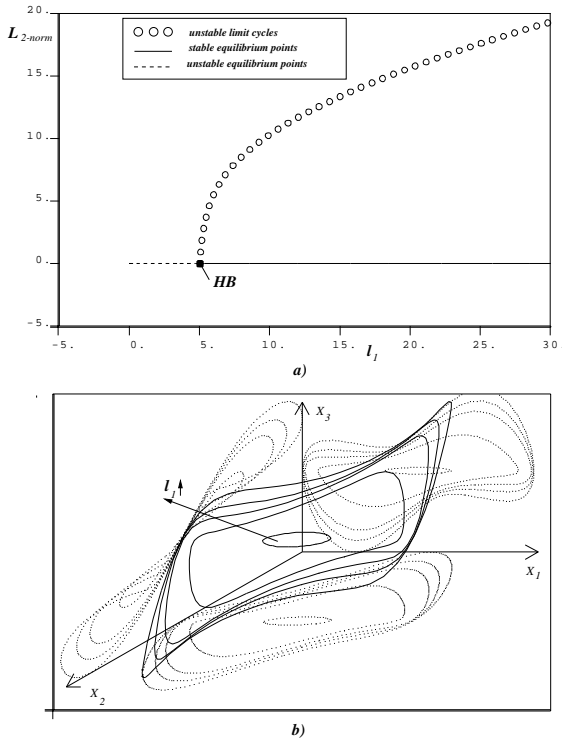 20.
L 2-norm
unstable limit cycles
stable equilibrium points
unstable equilibrium points
15.
10.
5.
0.
HB
-5.
-5. 0. 5. 10. 15. 20. 25. 30
l1
a)
X3
l1
X1
X2
b)